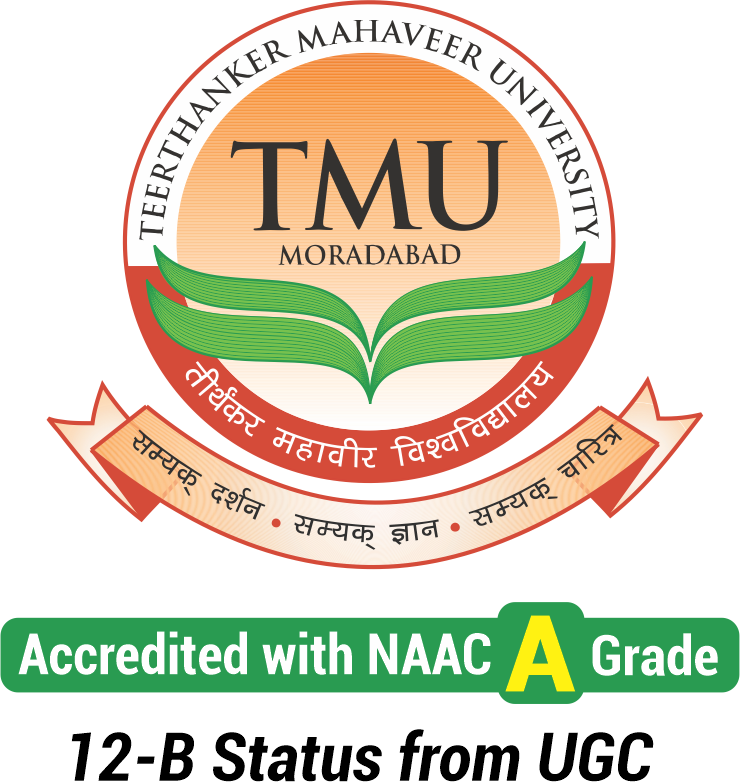 TEERTHANKER MAHAVEER UNIVERSITY
TMU
MORADABAD
तीर्थंकर महावीर विश्वविद्यालय
सम्यक् दर्शन • सम्यक् ज्ञान • सम्यक् चारित्र
Accredited with NAAC A Grade
12-B Status from UGC